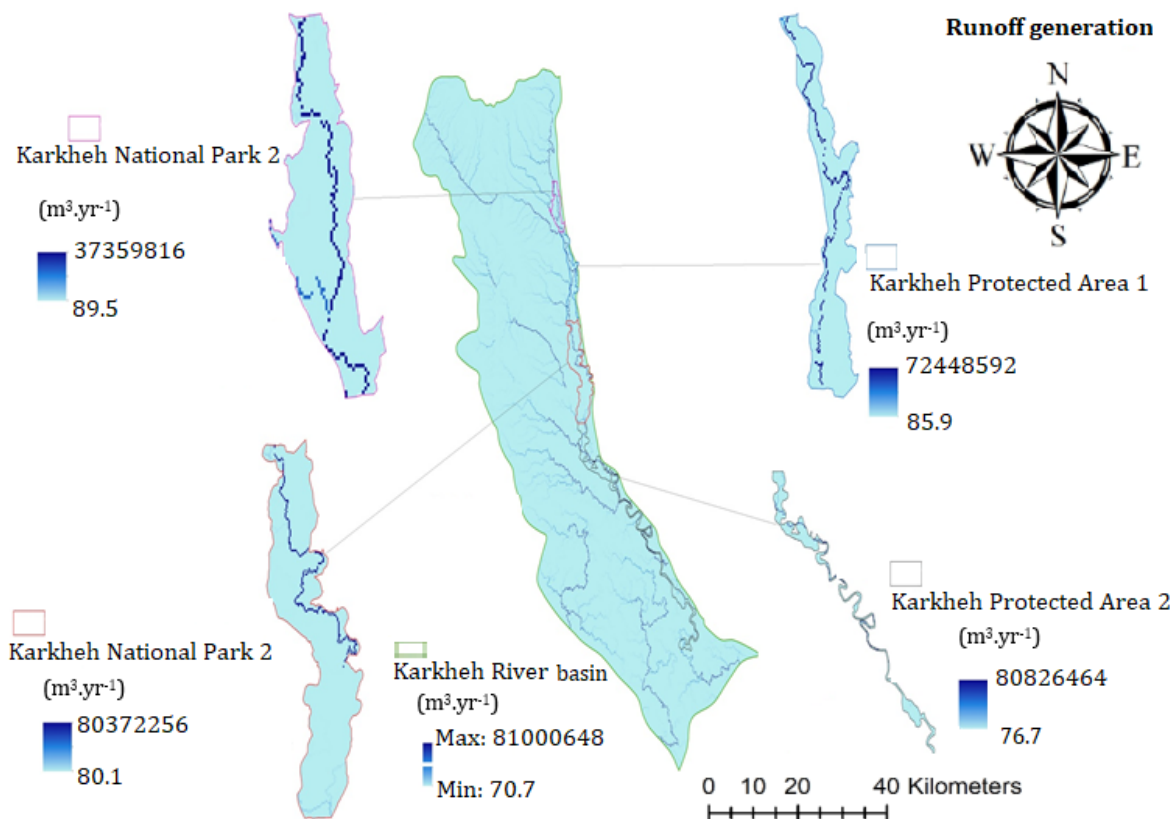 Runoff generation
N
W
E
S
Karkheh National Park 2
(m³.yr⁻¹)
37359816
89.5
Karkheh Protected Area 1
(m³.yr⁻¹)
72448592
85.9
Karkheh National Park 2
(m³.yr⁻¹)
80372256
80.1
Karkheh River basin
(m³.yr⁻¹)
Max: 81000648
Min: 70.7
Karkheh Protected Area 2
(m³.yr⁻¹)
80826464
76.7
0 10 20 40 Kilometers